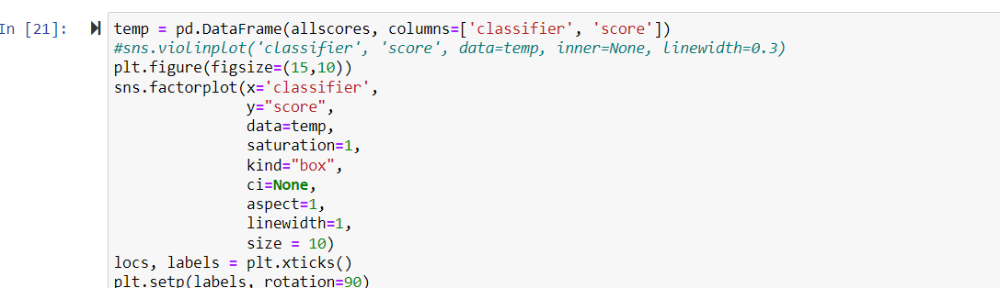 In [21]: temp = pd.DataFrame(allscores, columns=['classifier', 'score'])
#sns.violinplot('classifier', 'score', data=temp, inner=None, linewidth=0.3)
plt.figure(figsize=(15,10))
sns.factorplot(x='classifier',
y="score",
data=temp,
saturation=1,
kind="box",
ci=None,
aspect=1,
linewidth=1,
size = 10)
locs, labels = plt.xticks()
plt.setp(labels, rotation=90)